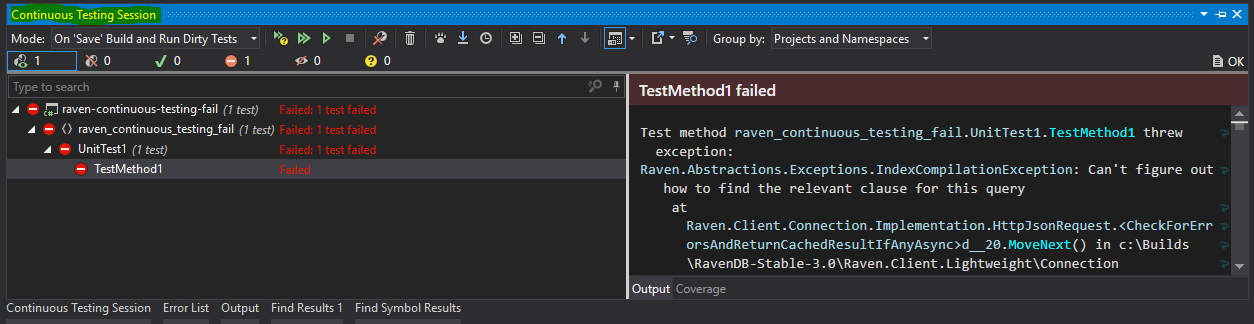 Continuous Testing Session
Mode: On 'Save' Build and Run Dirty Tests Group by: Projects and Namespaces
1 0 0 1 0 0 OK
Type to search
raven-continuous-testing-fail (1 test) Failed: 1 test failed
raven_continuous_testing_fail (1 test) Failed: 1 test failed
UnitTest1 (1 test) Failed: 1 test failed
TestMethod1 Failed
TestMethod1 failed
Test method raven_continuous_testing_fail.UnitTest1.TestMethod1 threw
exception:
Raven.Abstractions.Exceptions.IndexCompilationException: Can't figure out
how to find the relevant clause for this query
at
Raven.Client.Connection.Implementation.HttpJsonRequest.<CheckForErr
orsAndReturnCachedResultIfAnyAsync>d__20.MoveNext() in c:\Builds
\RavenDB-Stable-3.0\Raven.Client.Lightweight\Connection
Output Coverage
Continuous Testing Session Error List Output Find Results 1 Find Symbol Results